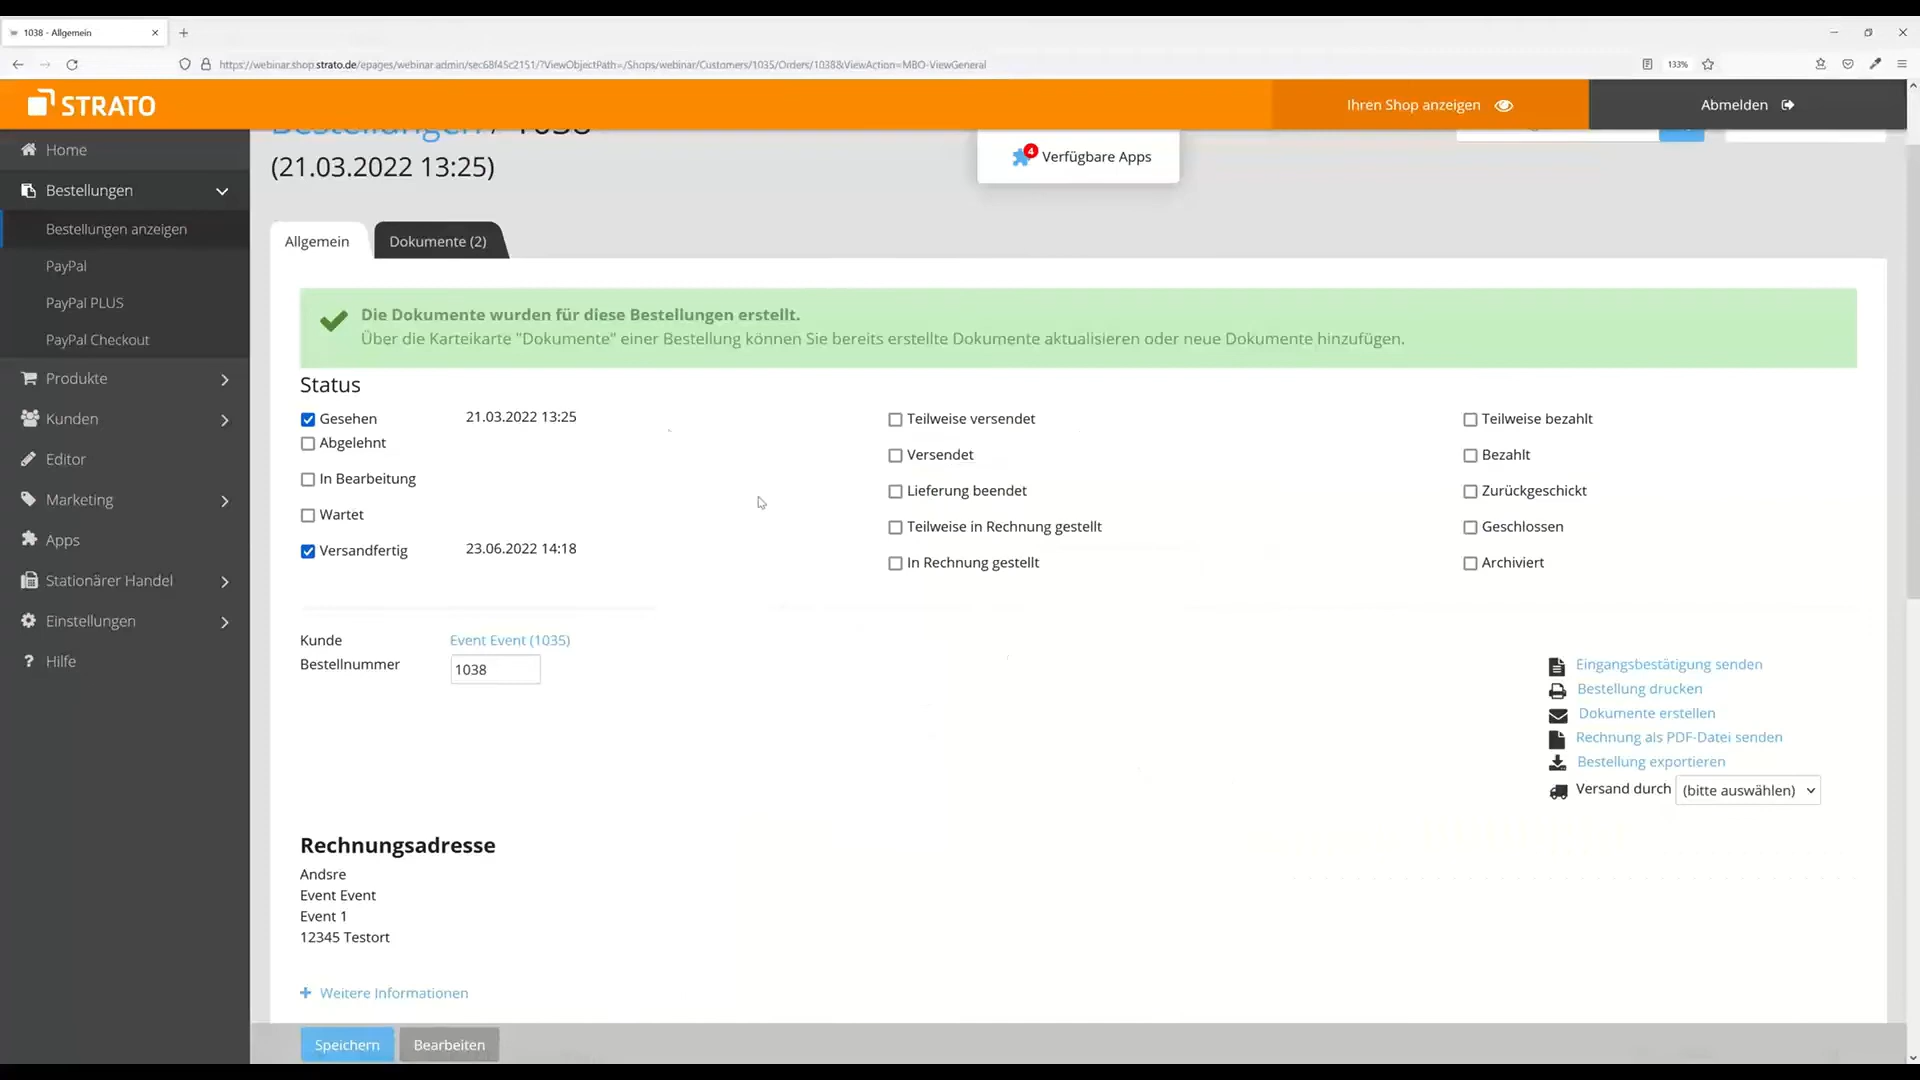 1038 - Allgemein
https://webinar.shop.strato.de/epages/webinar.admin/sec68f45c2151/?ViewObjectPath=/Shops/webinar/Customers/1035/Orders/1038&ViewAction=MBO-ViewGeneral
133%
STRATO
Ihren Shop anzeigen
Abmelden
Home
Bestellungen
Bestellungen anzeigen
PayPal
PayPal PLUS
PayPal Checkout
Produkte
Kunden
Editor
Marketing
Apps
Stationärer Handel
Einstellungen
Hilfe
Bestellungen / 1038
(21.03.2022 13:25)
4
Verfügbare Apps
Allgemein
Dokumente (2)
Die Dokumente wurden für diese Bestellungen erstellt.
Über die Karteikarte "Dokumente" einer Bestellung können Sie bereits erstellte Dokumente aktualisieren oder neue Dokumente hinzufügen.
Status
Gesehen 21.03.2022 13:25
Abgelehnt
In Bearbeitung
Wartet
Versandfertig 23.06.2022 14:18
Teilweise versendet
Versendet
Lieferung beendet
Teilweise in Rechnung gestellt
In Rechnung gestellt
Teilweise bezahlt
Bezahlt
Zurückgeschickt
Geschlossen
Archiviert
Kunde Event Event (1035)
Bestellnummer 1038
Eingangsbestätigung senden
Bestellung drucken
Dokumente erstellen
Rechnung als PDF-Datei senden
Bestellung exportieren
Versand durch (bitte auswählen)
Rechnungsadresse
Andsre
Event Event
Event 1
12345 Testort
+ Weitere Informationen
Speichern
Bearbeiten